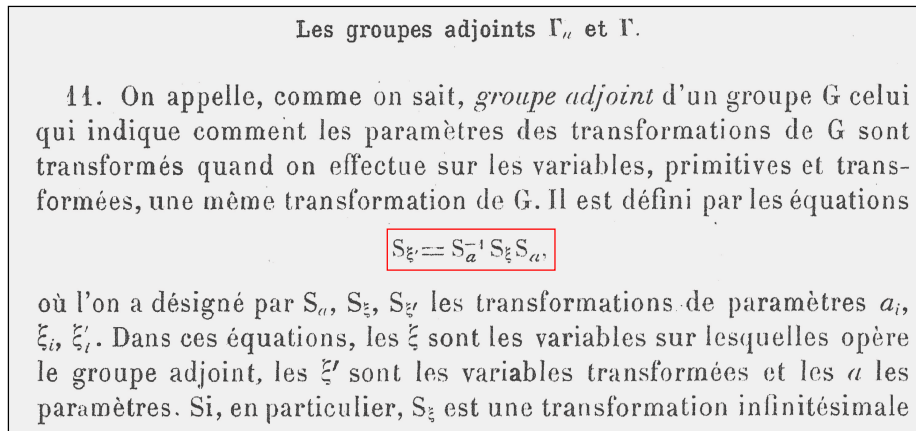 Les groupes adjoints Γᵤ et Γ.
11. On appelle, comme on sait, groupe adjoint d'un groupe G celui
qui indique comment les paramètres des transformations de G sont
transformés quand on effectue sur les variables, primitives et trans-
formées, une même transformation de G. Il est défini par les équations
S_ξ′ = S_a^{-1} S_ξ S_a,
où l'on a désigné par S_a, S_ξ, S_ξ′ les transformations de paramètres a_i,
ξ_i, ξ′_i. Dans ces équations, les ξ sont les variables sur lesquelles opère
le groupe adjoint, les ξ′ sont les variables transformées et les a les
paramètres. Si, en particulier, S_ξ est une transformation infinitésimale